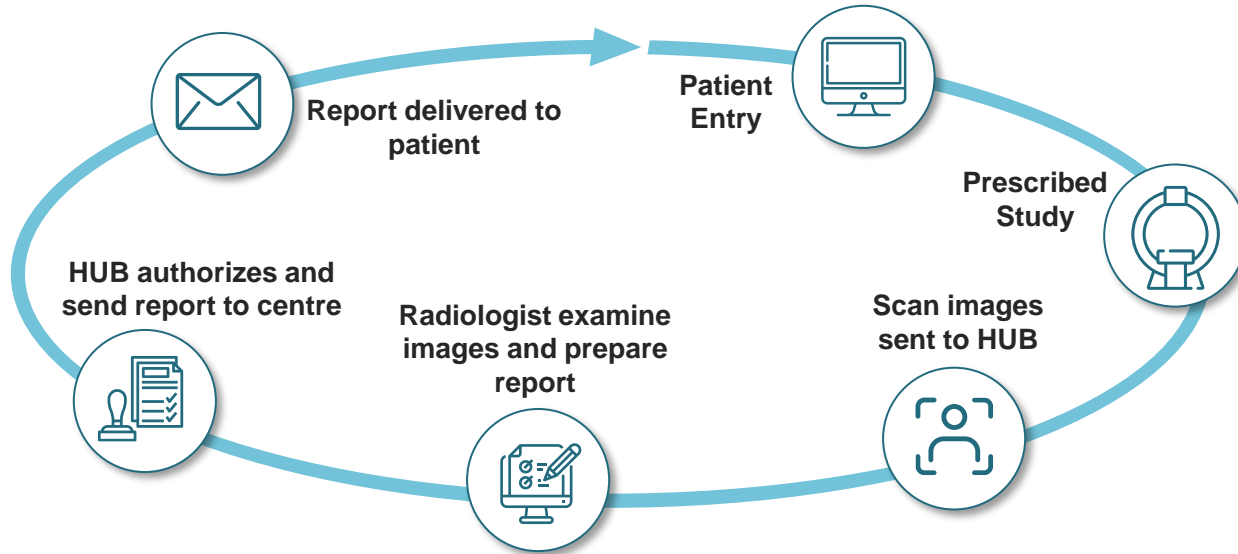 Patient
Entry
Prescribed
Study
Scan images
sent to HUB
Radiologist examine
images and prepare
report
HUB authorizes and
send report to centre
Report delivered to
patient